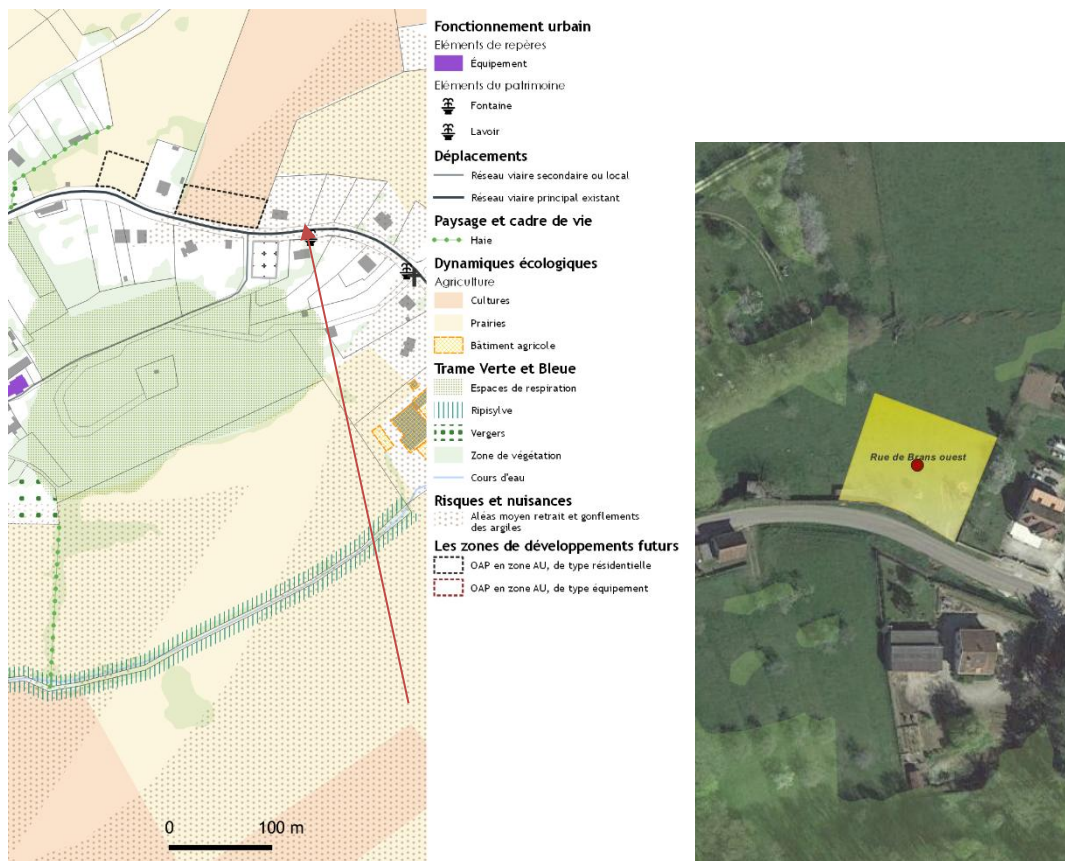 Fonctionnement urbain
Eléments de repères
Équipement
Eléments du patrimoine
Fontaine
Lavoir
Déplacements
Réseau viaire secondaire ou local
Réseau viaire principal existant
Paysage et cadre de vie
Haie
Dynamiques écologiques
Agriculture
Cultures
Prairies
Bâtiment agricole
Trame Verte et Bleue
Espaces de respiration
Ripisylve
Vergers
Zone de végétation
Cours d'eau
Risques et nuisances
Aléas moyen retrait et gonflements
des argiles
Les zones de développements futurs
OAP en zone AU, de type résidentielle
OAP en zone AU, de type équipement
0 100 m
Rue de Brans ouest